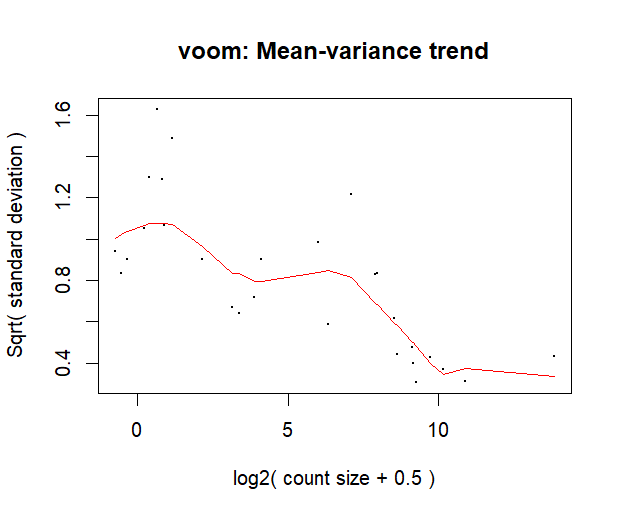 voom: Mean-variance trend
Sqrt( standard deviation )
1.6
1.2
0.8
0.4
0
5
10
log2( count size + 0.5 )